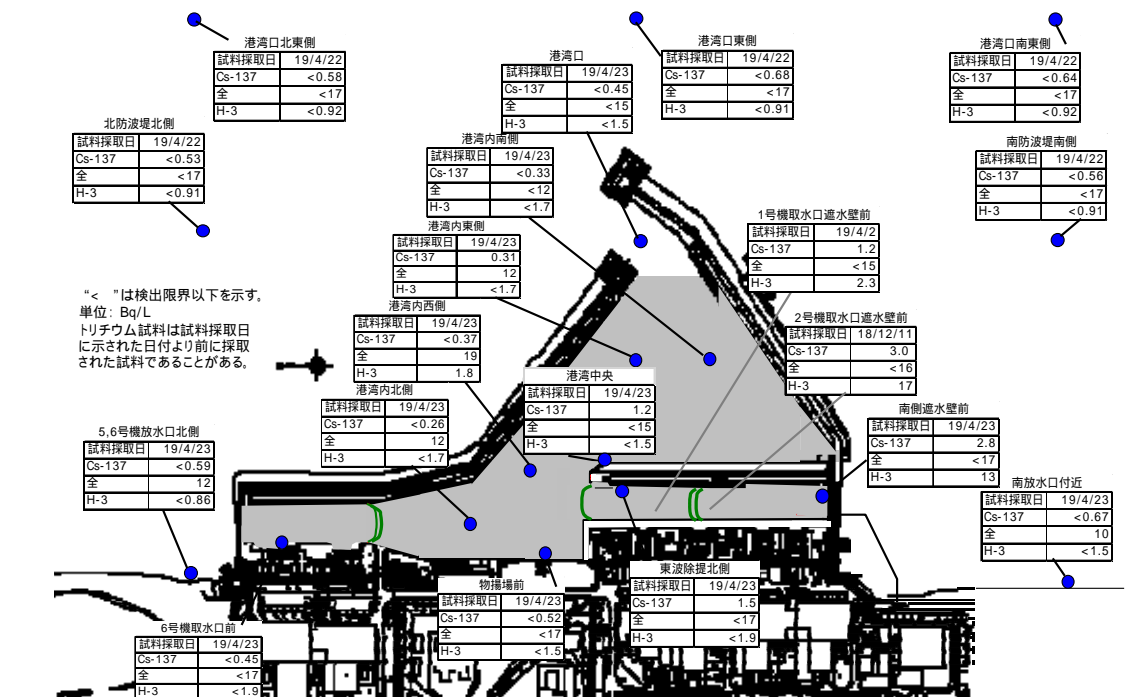 港湾口北東側
試料採取日 19/4/22
Cs-137 <0.58
全 <17
H-3 <0.92
港湾口
試料採取日 19/4/23
Cs-137 <0.45
全 <15
H-3 <1.5
港湾口東側
試料採取日 19/4/22
Cs-137 <0.68
全 <17
H-3 <0.91
港湾口南東側
試料採取日 19/4/22
Cs-137 <0.64
全 <17
H-3 <0.92
北防波堤北側
試料採取日 19/4/22
Cs-137 <0.53
全 <17
H-3 <0.91
港湾内南側
試料採取日 19/4/23
Cs-137 <0.33
全 <12
H-3 <1.7
南防波堤南側
試料採取日 19/4/22
Cs-137 <0.56
全 <17
H-3 <0.91
港湾内東側
試料採取日 19/4/23
Cs-137 0.31
全 12
H-3 <1.7
1号機取水口遮水壁前
試料採取日 19/4/2
Cs-137 1.2
全 <15
H-3 2.3
“< ”は検出限界以下を示す。
単位: Bq/L
トリチウム試料は試料採取日
に示された日付より前に採取
された試料であることがある。
港湾内西側
試料採取日 19/4/23
Cs-137 <0.37
全 19
H-3 1.8
2号機取水口遮水壁前
試料採取日 18/12/11
Cs-137 3.0
全 <16
H-3 17
港湾中央
試料採取日 19/4/23
Cs-137 1.2
全 <15
H-3 <1.5
港湾内北側
試料採取日 19/4/23
Cs-137 <0.26
全 12
H-3 <1.7
南側遮水壁前
試料採取日 19/4/23
Cs-137 2.8
全 <17
H-3 13
5,6号機放水口北側
試料採取日 19/4/23
Cs-137 <0.59
全 12
H-3 <0.86
南放水口付近
試料採取日 19/4/23
Cs-137 <0.67
全 10
H-3 <1.5
物揚場前
試料採取日 19/4/23
Cs-137 <0.52
全 <17
H-3 <1.5
東波除提北側
試料採取日 19/4/23
Cs-137 1.5
全 <17
H-3 <1.9
6号機取水口前
試料採取日 19/4/23
Cs-137 <0.45
全 <17
H-3 <1.9